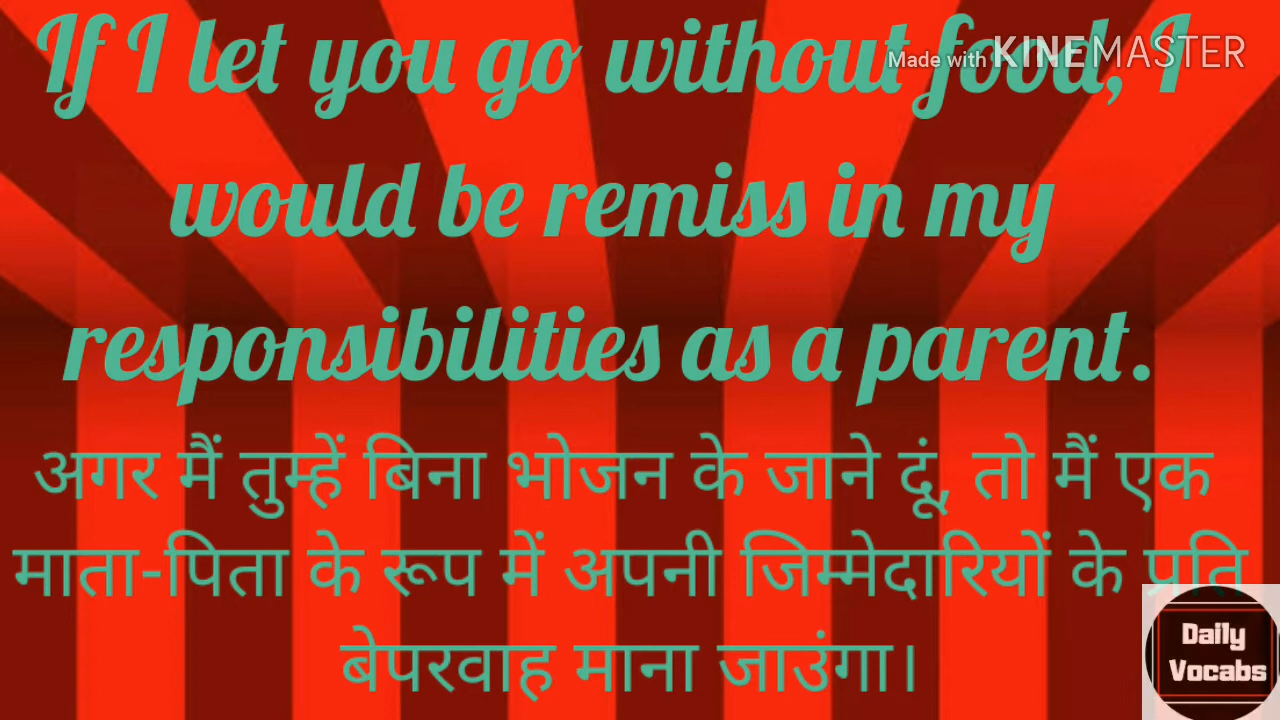 If I let you go without food, I
Made with KINEMASTER
would be remiss in my
responsibilities as a parent.
अगर मैं तुम्हें बिना भोजन के जाने दूं, तो मैं एक
माता-पिता के रूप में अपनी जिम्मेदारियों के प्रति
बेपरवाह माना जाउंगा।
Daily
Vocabs